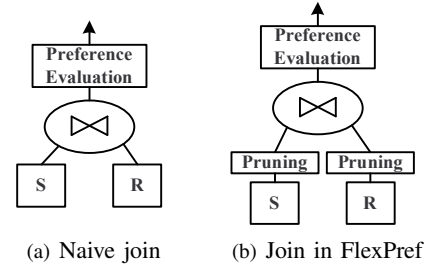 Preference
Evaluation
S
R
(a) Naive join
Preference
Evaluation
Pruning
Pruning
S
R
(b) Join in FlexPref